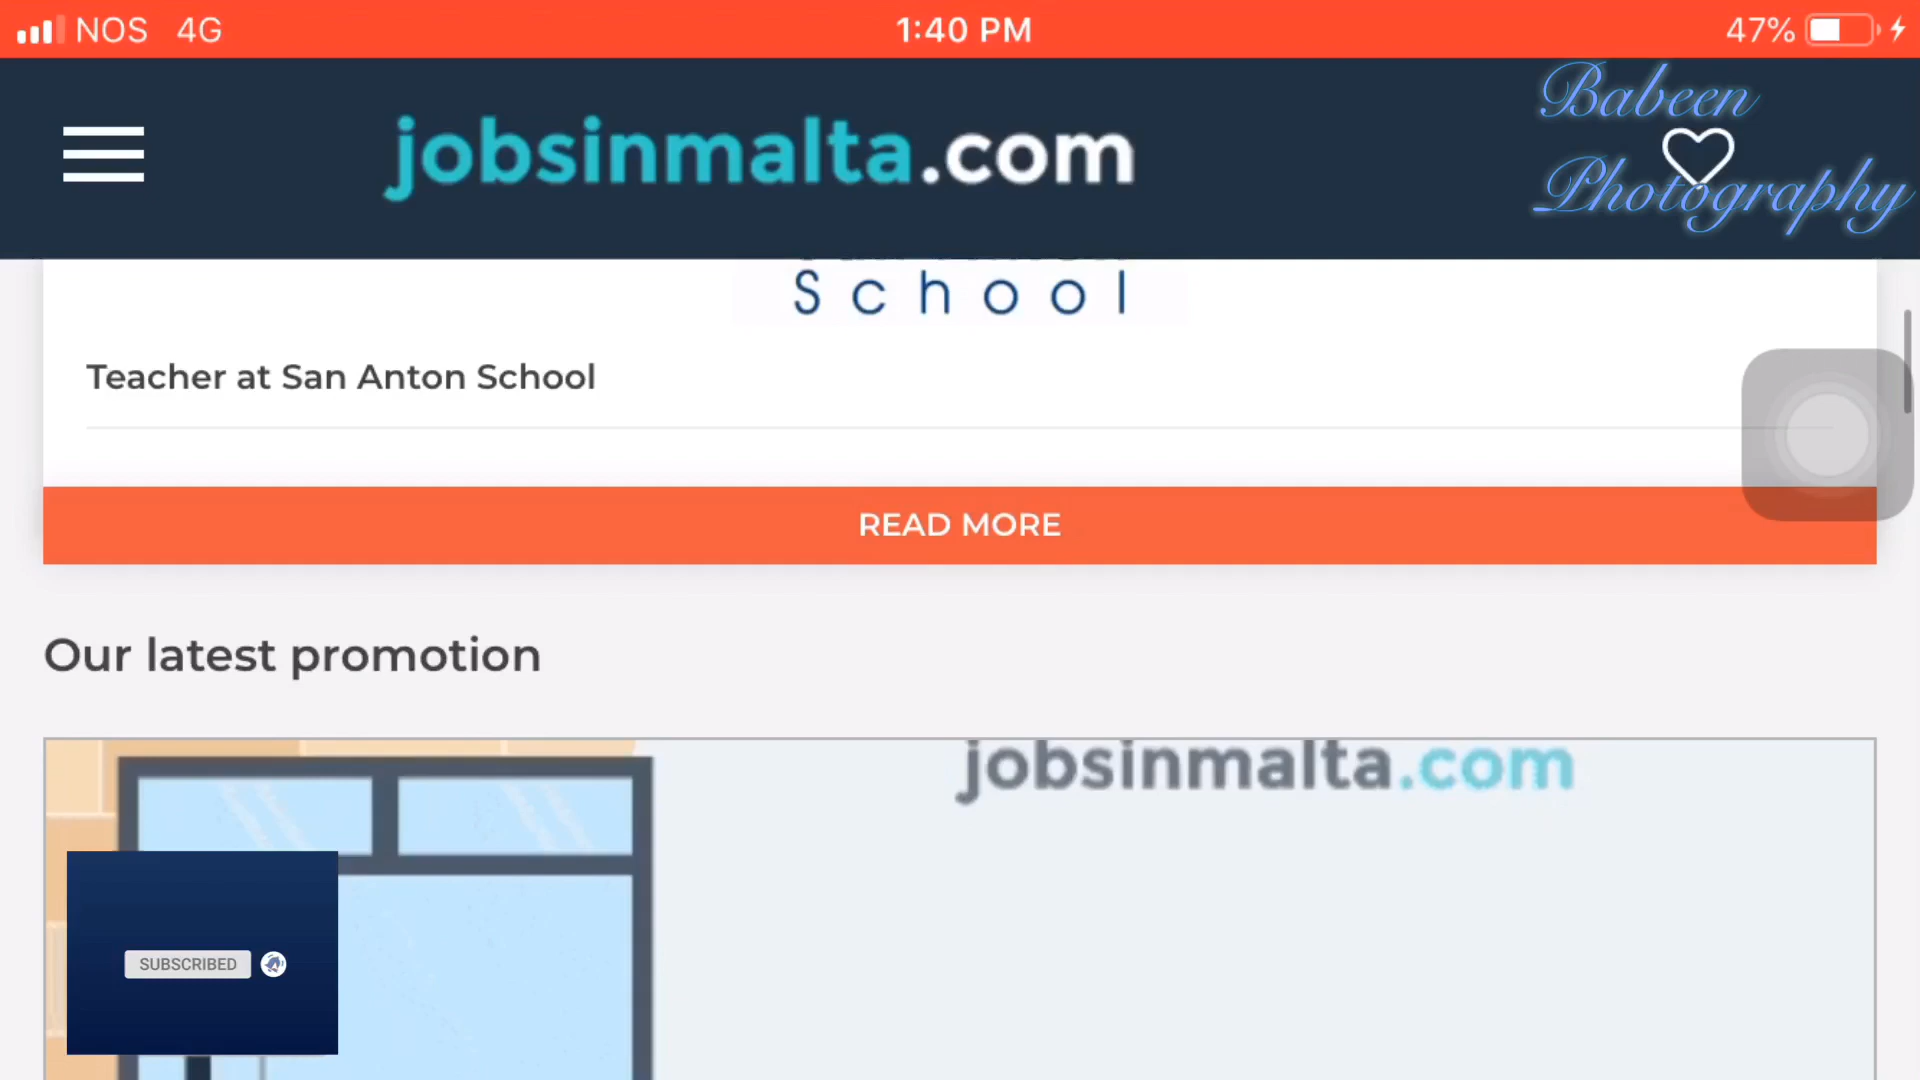 NOS 4G 1:40 PM 47%
jobsinmalta.com
Babeen
Photography
School
Teacher at San Anton School
READ MORE
Our latest promotion
jobsinmalta.com
SUBSCRIBED